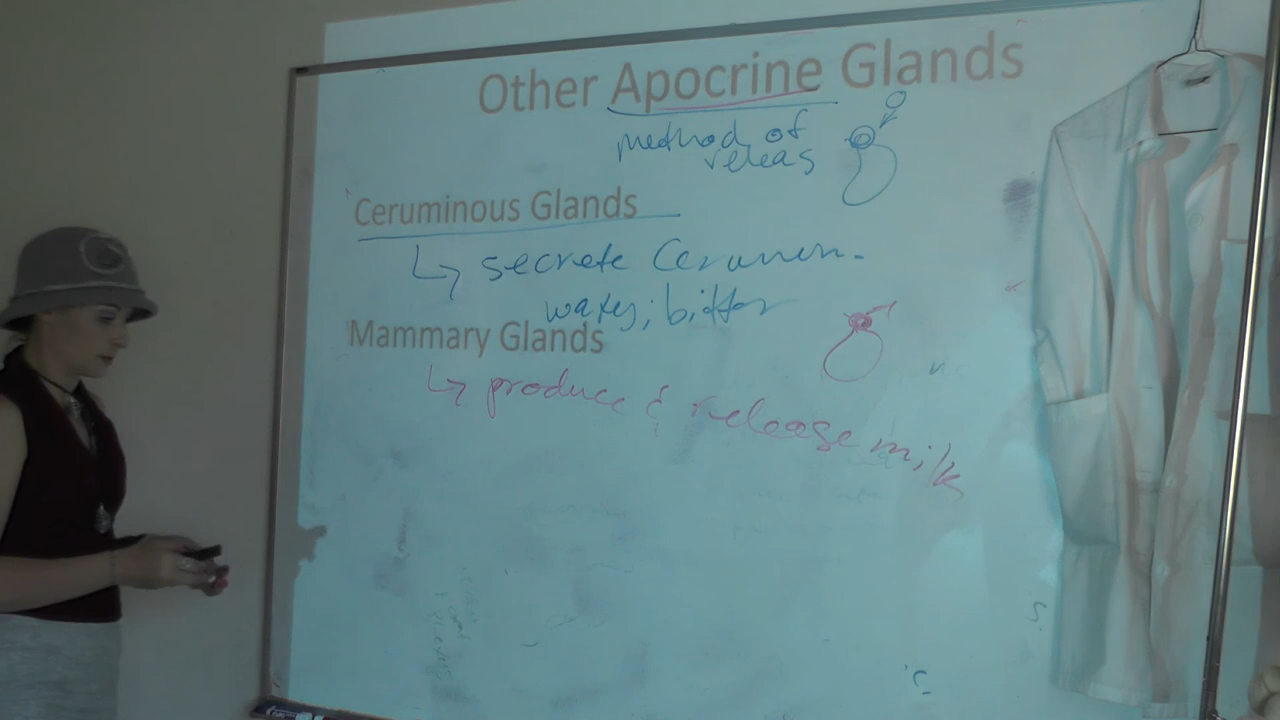 Other Apocrine Glands
method of
releas
Ceruminous Glands
↳ secrete Cerumen.
waxy; bitter
Mammary Glands
↳ produce & release milk